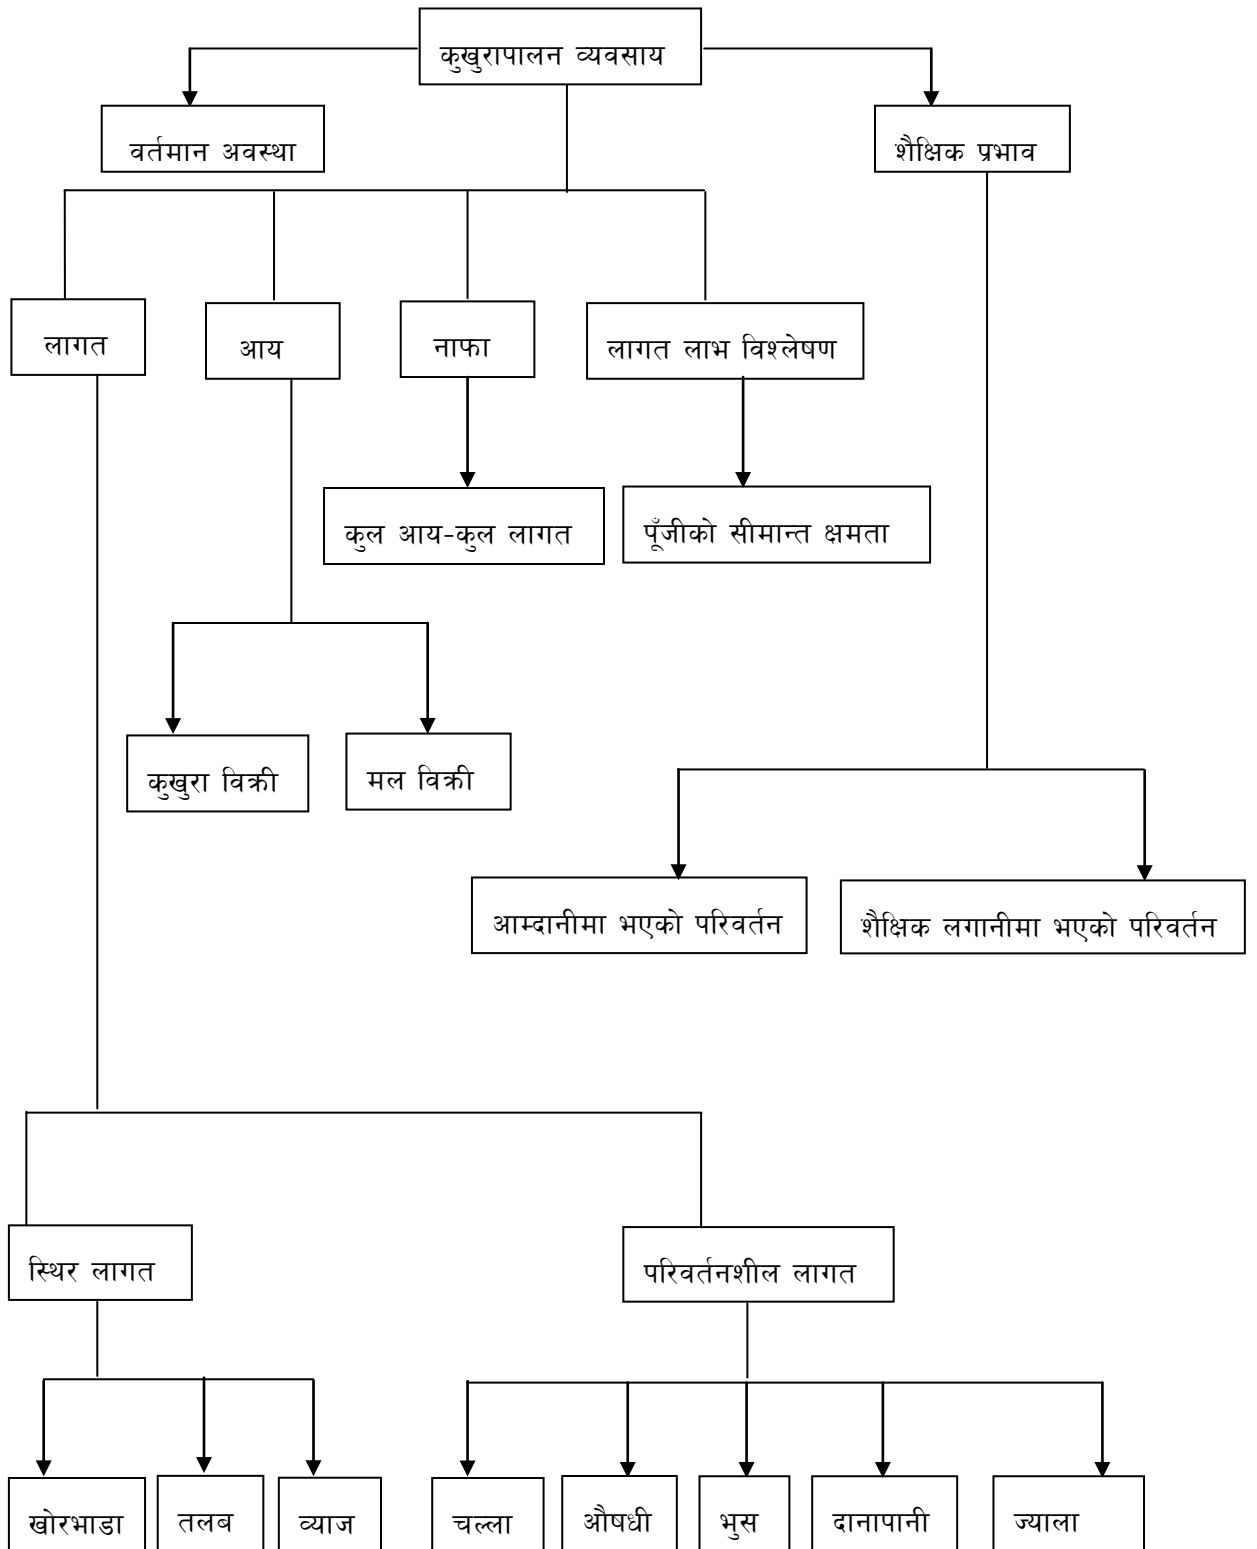 कुखुरापालन व्यवसाय
वर्तमान अवस्था
शैक्षिक प्रभाव
लागत
आय
नाफा
लागत लाभ विश्लेषण
कुल आय-कुल लागत
पूँजीको सीमान्त क्षमता
कुखुरा विक्री
मल विक्री
आम्दानीमा भएको परिवर्तन
शैक्षिक लगानीमा भएको परिवर्तन
स्थिर लागत
परिवर्तनशील लागत
खोरभाडा
तलब
व्याज
चल्ला
औषधी
भुस
दानापानी
ज्याला